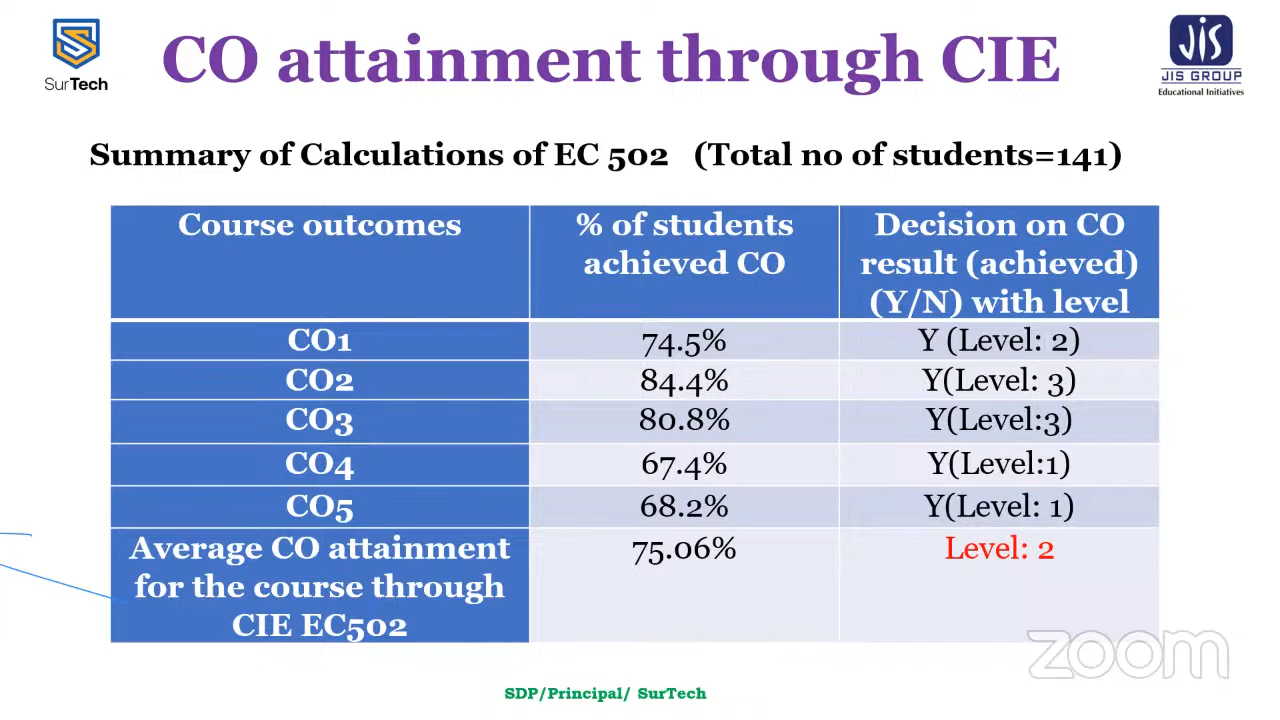 SurTech
CO attainment through CIE
JIS
JIS GROUP
Educational Initiatives
Summary of Calculations of EC 502 (Total no of students=141)
Course outcomes
% of students
achieved CO
Decision on CO
result (achieved)
(Y/N) with level
CO1
74.5%
Y (Level: 2)
CO2
84.4%
Y(Level: 3)
CO3
80.8%
Y(Level:3)
CO4
67.4%
Y(Level:1)
CO5
68.2%
Y(Level: 1)
Average CO attainment
for the course through
CIE EC502
75.06%
Level: 2
zoom
SDP/Principal/ SurTech